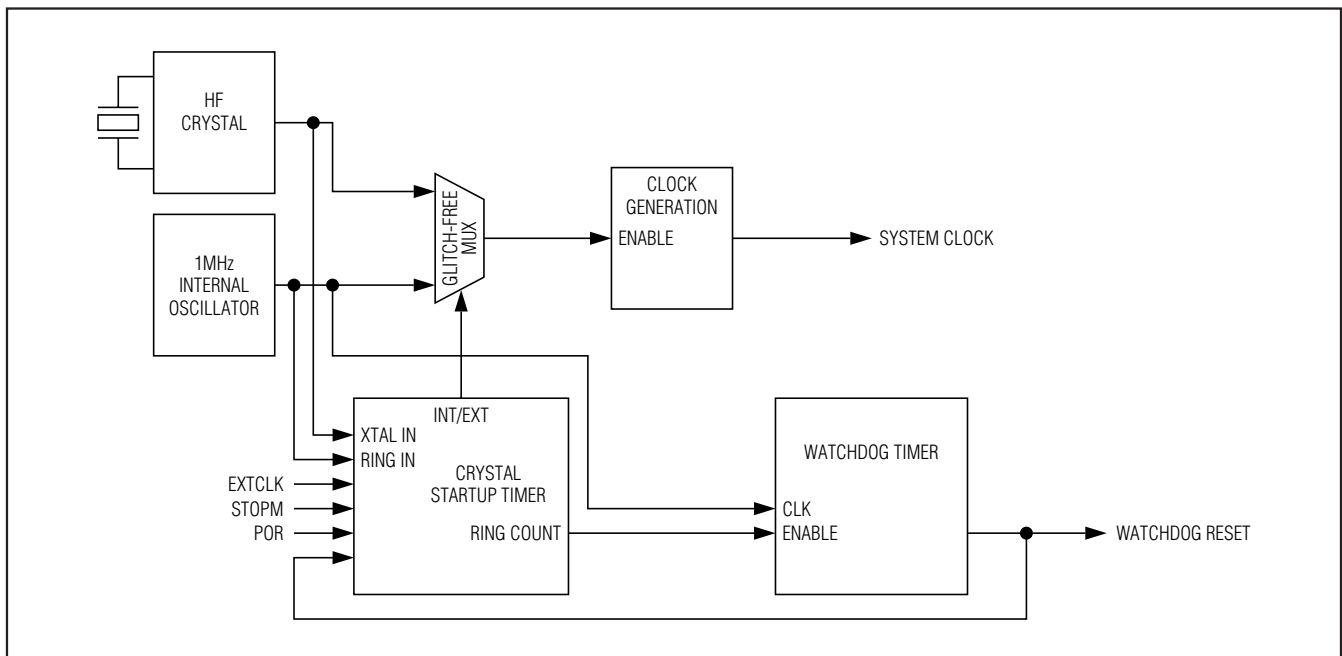 HF
CRYSTAL
1MHz
INTERNAL
OSCILLATOR
GLITCH-FREE
MUX
CLOCK
GENERATION
ENABLE
SYSTEM CLOCK
INT/EXT
XTAL IN
RING IN
EXTCLK
STOPM
POR
CRYSTAL
STARTUP TIMER
RING COUNT
WATCHDOG TIMER
CLK
ENABLE
WATCHDOG RESET